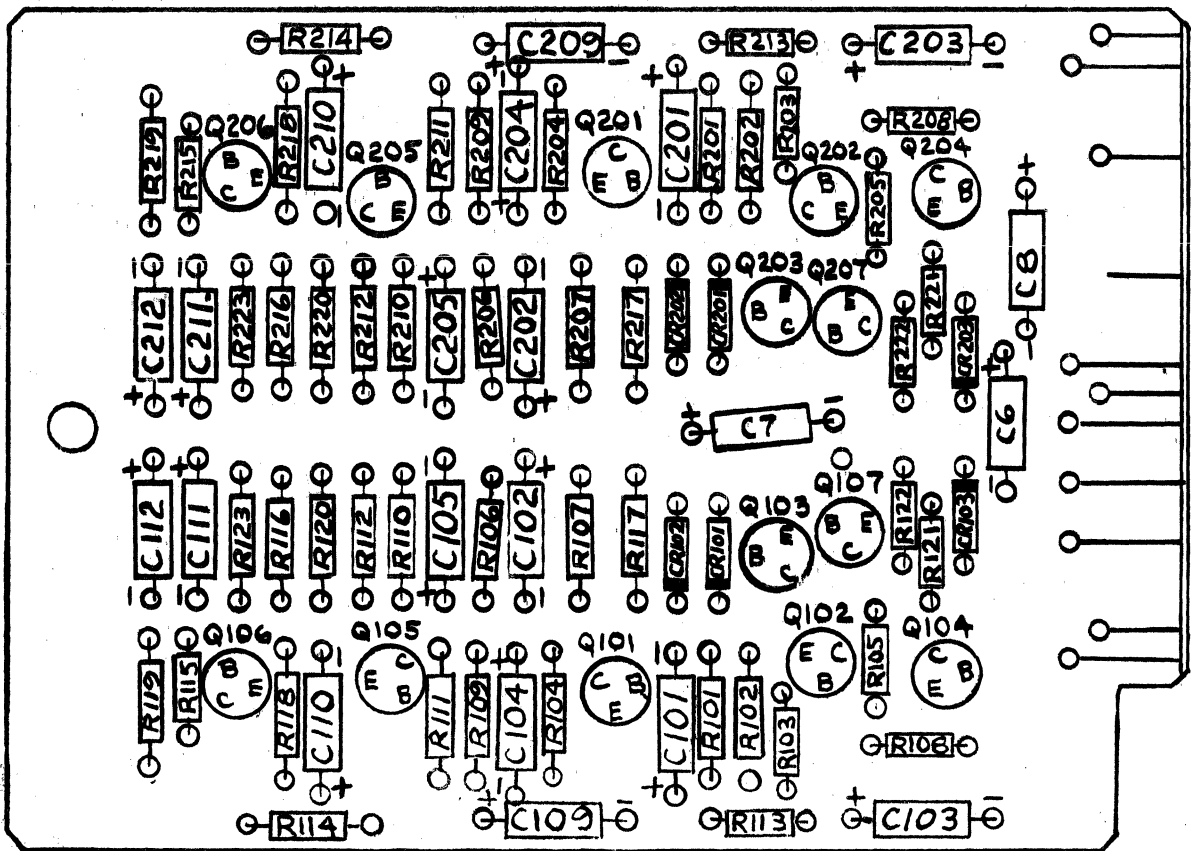 R214 C209 R213 C203
R219 R215 Q206 R218 C210 Q205 R211 R209 C204 R204 Q201 C201 R201 R202 R203 Q202 R205 R208 Q204
B C E
B C E
C E B
B C E
C B E
C212 C211 R223 R216 R220 R212 R210 C205 R206 C202 R207 R217 CR202 CR201 Q203 Q207 R222 R221 CR203 C8
E B C
E B C
C7 C6
C112 C111 R123 R116 R120 R112 R110 C105 R106 C102 R107 R117 CR102 CR101 Q103 Q107 R122 R121 CR103
E B C
B E C
R119 R115 Q106 R118 C110 Q105 R111 R109 C104 R104 Q101 C101 R101 R102 R103 Q102 R105 Q104
B E C
C E B
C B E
E C B
C B E
R108
R114 C109 R113 C103